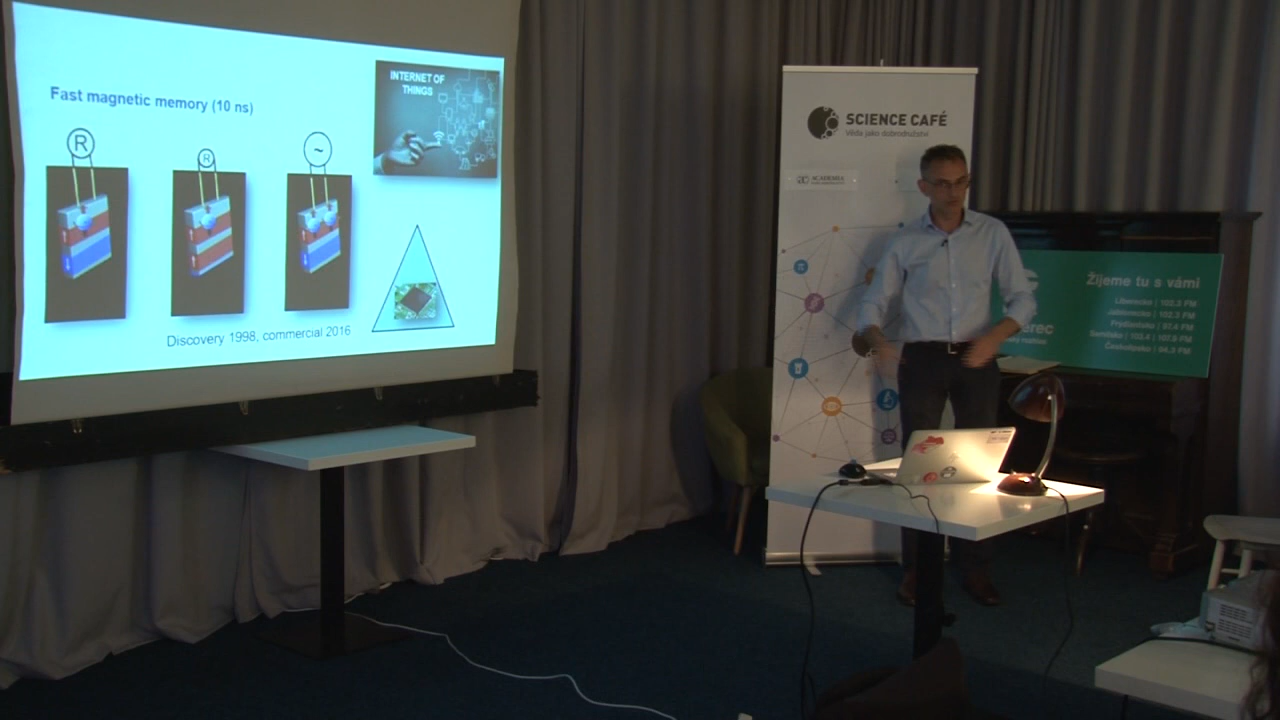 Fast magnetic memory (10 ns)
INTERNET OF
THINGS
R
R
~
Discovery 1998, commercial 2016
SCIENCE CAFÉ
Věda jako dobrodružství
ACADEMIA
Žijeme tu s vámi
Liberecko | 102.3 FM
Jablonecko | 102.3 FM
Frýdlantsko | 97.4 FM
Semilsko | 103.4 | 107.9 FM
Českolipsko | 94.3 FM